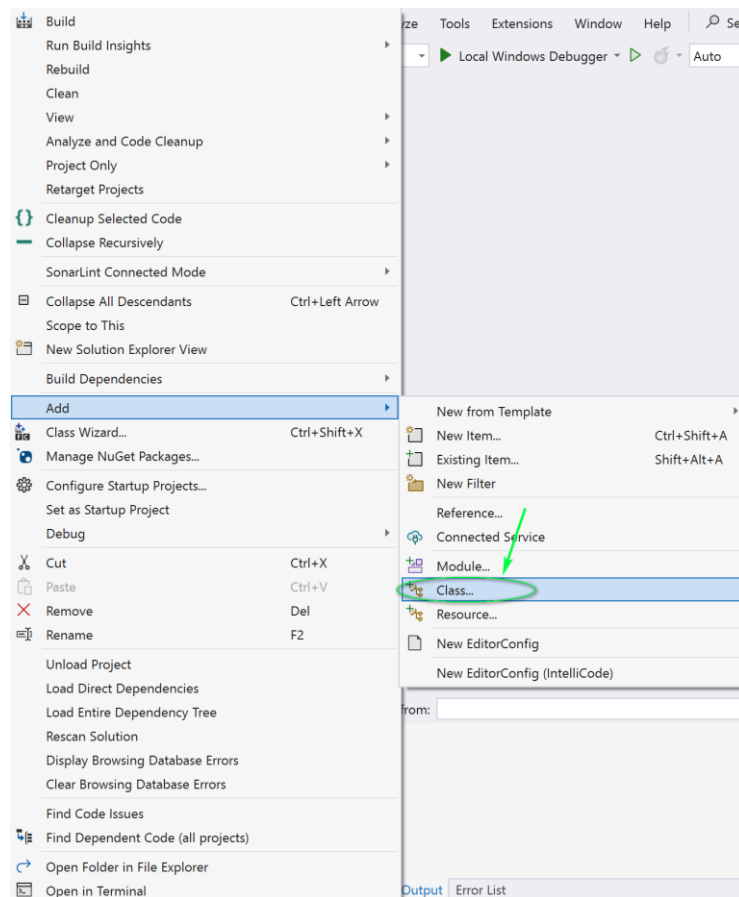 Build
yze Tools Extensions Window Help
Run Build Insights
Local Windows Debugger Auto
Rebuild
Clean
View
Analyze and Code Cleanup
Project Only
Retarget Projects
Cleanup Selected Code
Collapse Recursively
SonarLint Connected Mode
Collapse All Descendants Ctrl+Left Arrow
Scope to This
New Solution Explorer View
Build Dependencies
Add
Class Wizard... Ctrl+Shift+X
Manage NuGet Packages...
Configure Startup Projects...
Set as Startup Project
Debug
Cut Ctrl+X
Paste Ctrl+V
Remove Del
Rename F2
Unload Project
Load Direct Dependencies
Load Entire Dependency Tree
Rescan Solution
Display Browsing Database Errors
Clear Browsing Database Errors
Find Code Issues
Find Dependent Code (all projects)
Open Folder in File Explorer
Open in Terminal
New from Template
New Item... Ctrl+Shift+A
Existing Item... Shift+Alt+A
New Filter
Reference...
Connected Service
Module...
Class...
Resource...
New EditorConfig
New EditorConfig (IntelliCode)
from:
Output Error List